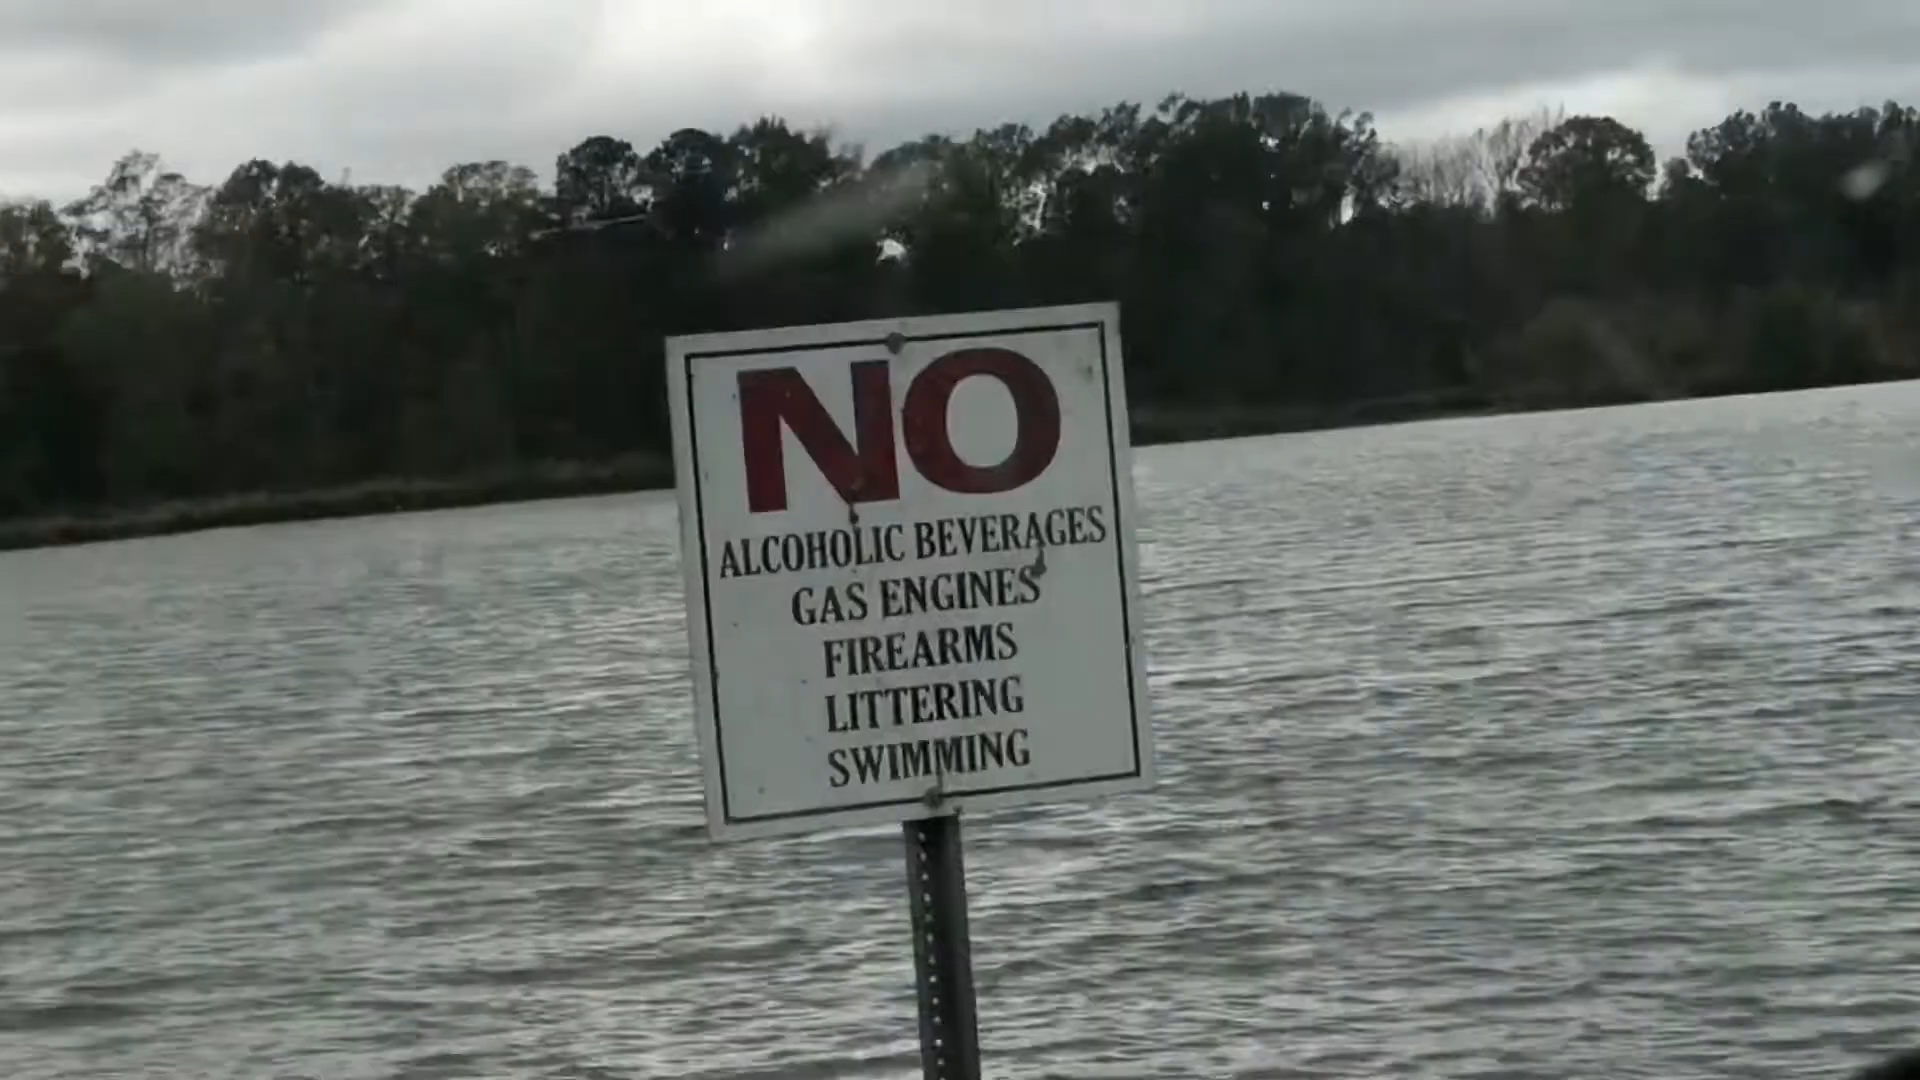 NO
ALCOHOLIC BEVERAGES
GAS ENGINES
FIREARMS
LITTERING
SWIMMING